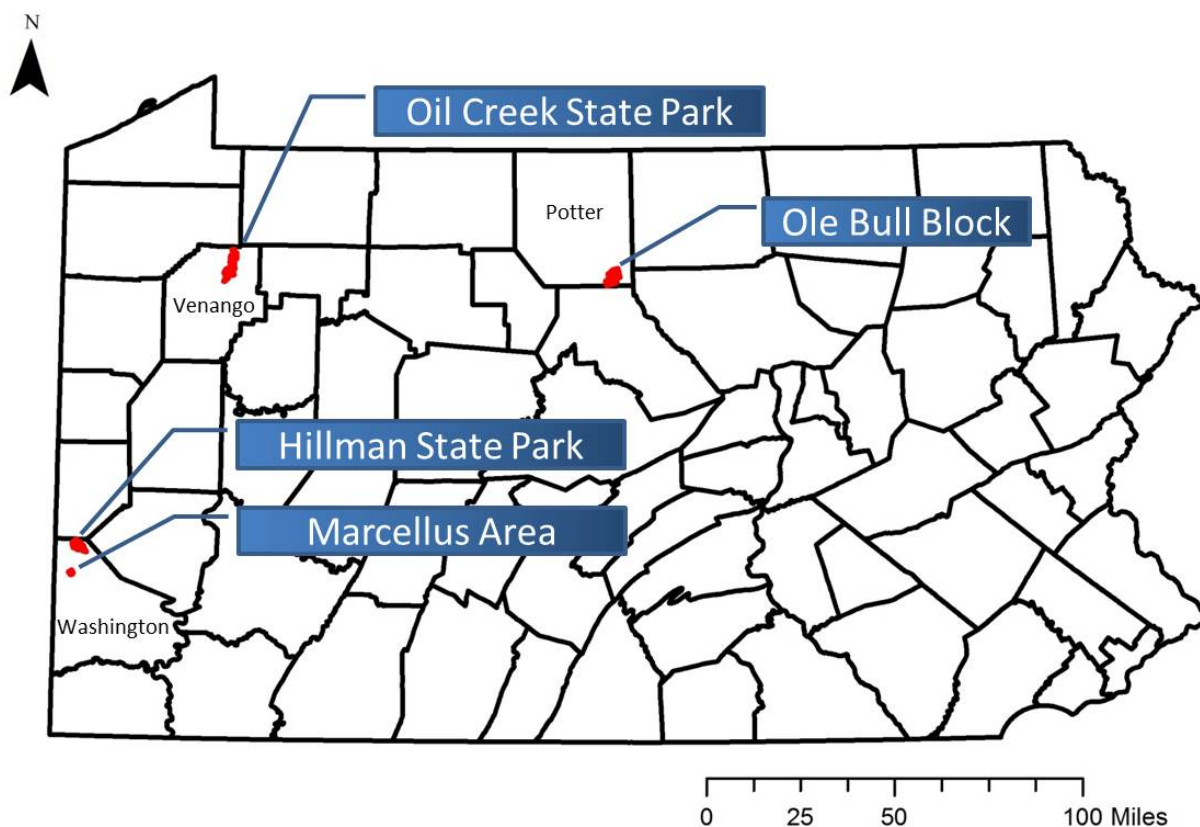 N
Oil Creek State Park
Potter
Ole Bull Block
Venango
Hillman State Park
Marcellus Area
Washington
0 25 50 100 Miles